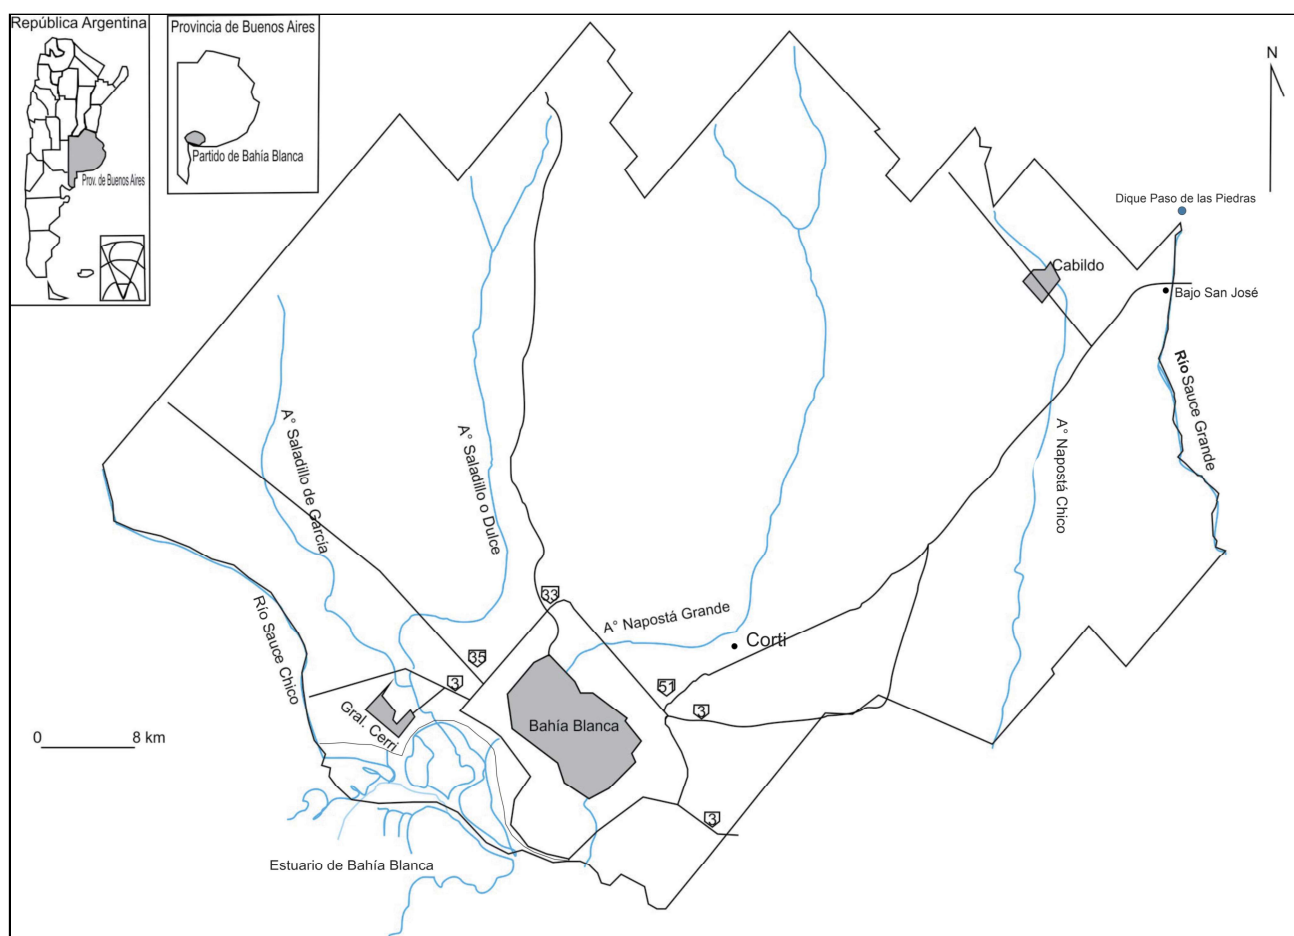 República Argentina
Prov. de Buenos Aires
Provincia de Buenos Aires
Partido de Bahía Blanca
N
Dique Paso de las Piedras
Cabildo
Bajo San José
Río Sauce Grande
A° Napostá Chico
A° Saladillo de García
A° Saladillo o Dulce
Río Sauce Chico
33
A° Napostá Grande
Corti
35
3
51
3
Gral. Cerri
Bahía Blanca
0 8 km
3
Estuario de Bahía Blanca